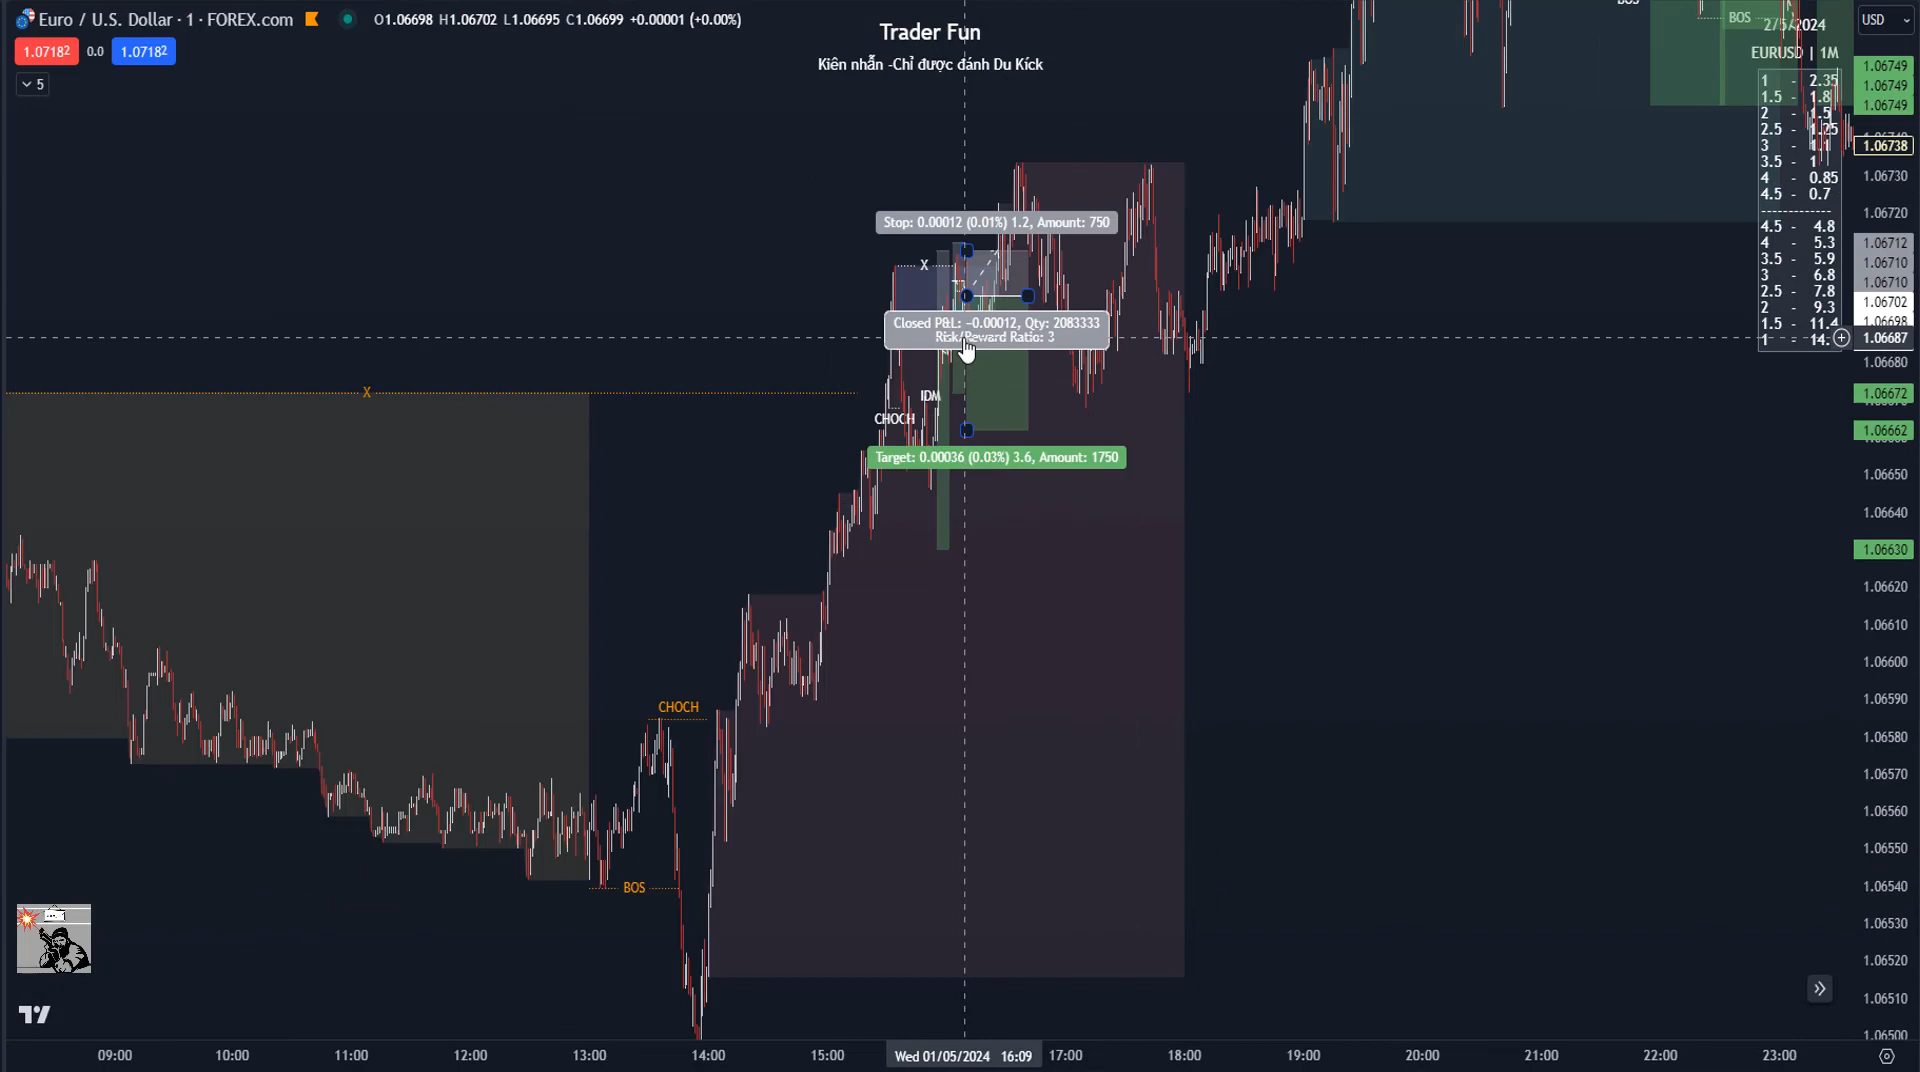 Euro / U.S. Dollar · 1 · FOREX.com O1.06698 H1.06702 L1.06695 C1.06699 +0.00001 (+0.00%)
1.07182 0.0 1.07182
5
Trader Fun
Kiên nhẫn -Chỉ được đánh Du Kích
BOS
BOS
2/5/2024
EURUSD | 1M
1 - 2.35
1.5 - 1.8
2 - 1.5
2.5 - 1.25
3 - 1.1
3.5 - 1
4 - 0.85
4.5 - 0.7
---------------
4.5 - 4.8
4 - 5.3
3.5 - 5.9
3 - 6.8
2.5 - 7.8
2 - 9.3
1.5 - 11.4
1 - 14.
USD
1.06749
1.06749
1.06749
1.06738
1.06730
1.06720
1.06712
1.06710
1.06710
1.06702
1.06698
1.06687
1.06680
1.06672
1.06662
1.06650
1.06640
1.06630
1.06620
1.06610
1.06600
1.06590
1.06580
1.06570
1.06560
1.06550
1.06540
1.06530
1.06520
1.06510
1.06500
Stop: 0.00012 (0.01%) 1.2, Amount: 750
X
Closed P&L: −0.00012, Qty: 2083333
Risk/Reward Ratio: 3
X
IDM
CHOCH
Target: 0.00036 (0.03%) 3.6, Amount: 1750
CHOCH
BOS
09:00 10:00 11:00 12:00 13:00 14:00 15:00 Wed 01/05/2024 16:09 17:00 18:00 19:00 20:00 21:00 22:00 23:00